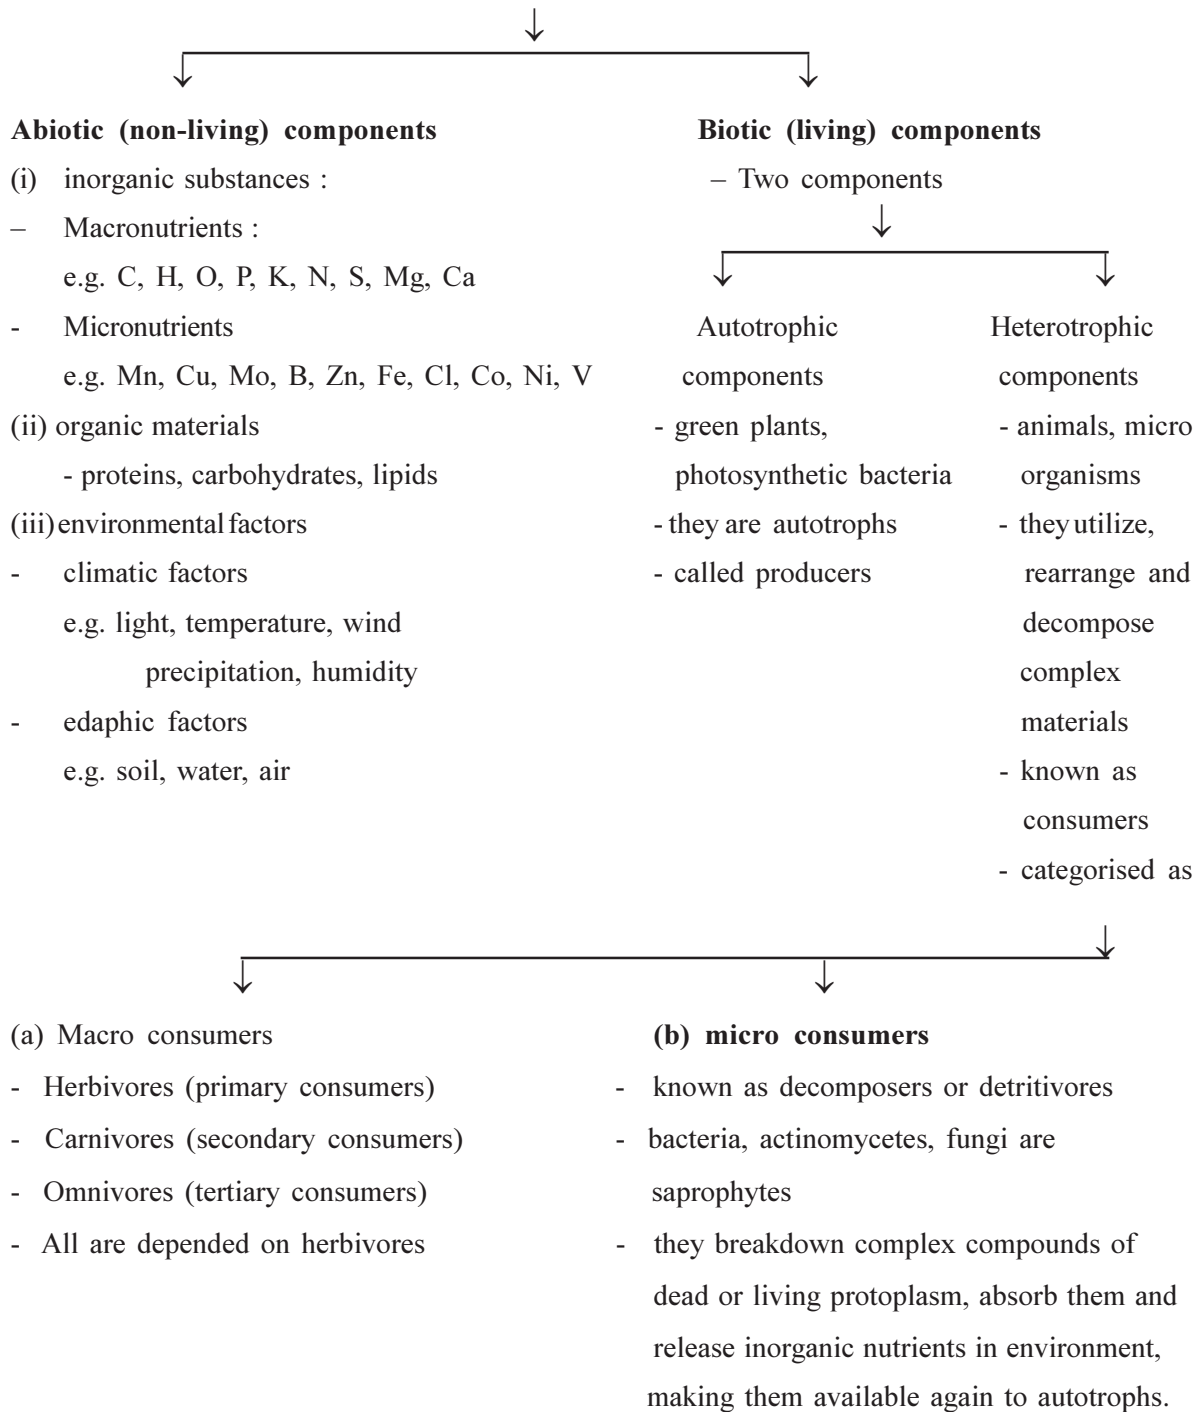 Abiotic (non-living) components
(i) inorganic substances :
– Macronutrients :
e.g. C, H, O, P, K, N, S, Mg, Ca
- Micronutrients
e.g. Mn, Cu, Mo, B, Zn, Fe, Cl, Co, Ni, V
(ii) organic materials
- proteins, carbohydrates, lipids
(iii) environmental factors
- climatic factors
e.g. light, temperature, wind
precipitation, humidity
- edaphic factors
e.g. soil, water, air
Biotic (living) components
– Two components
Autotrophic
components
- green plants,
photosynthetic bacteria
- they are autotrophs
- called producers
Heterotrophic
components
- animals, micro
organisms
- they utilize,
rearrange and
decompose
complex
materials
- known as
consumers
- categorised as
(a) Macro consumers
- Herbivores (primary consumers)
- Carnivores (secondary consumers)
- Omnivores (tertiary consumers)
- All are depended on herbivores
(b) micro consumers
- known as decomposers or detritivores
- bacteria, actinomycetes, fungi are
saprophytes
- they breakdown complex compounds of
dead or living protoplasm, absorb them and
release inorganic nutrients in environment,
making them available again to autotrophs.